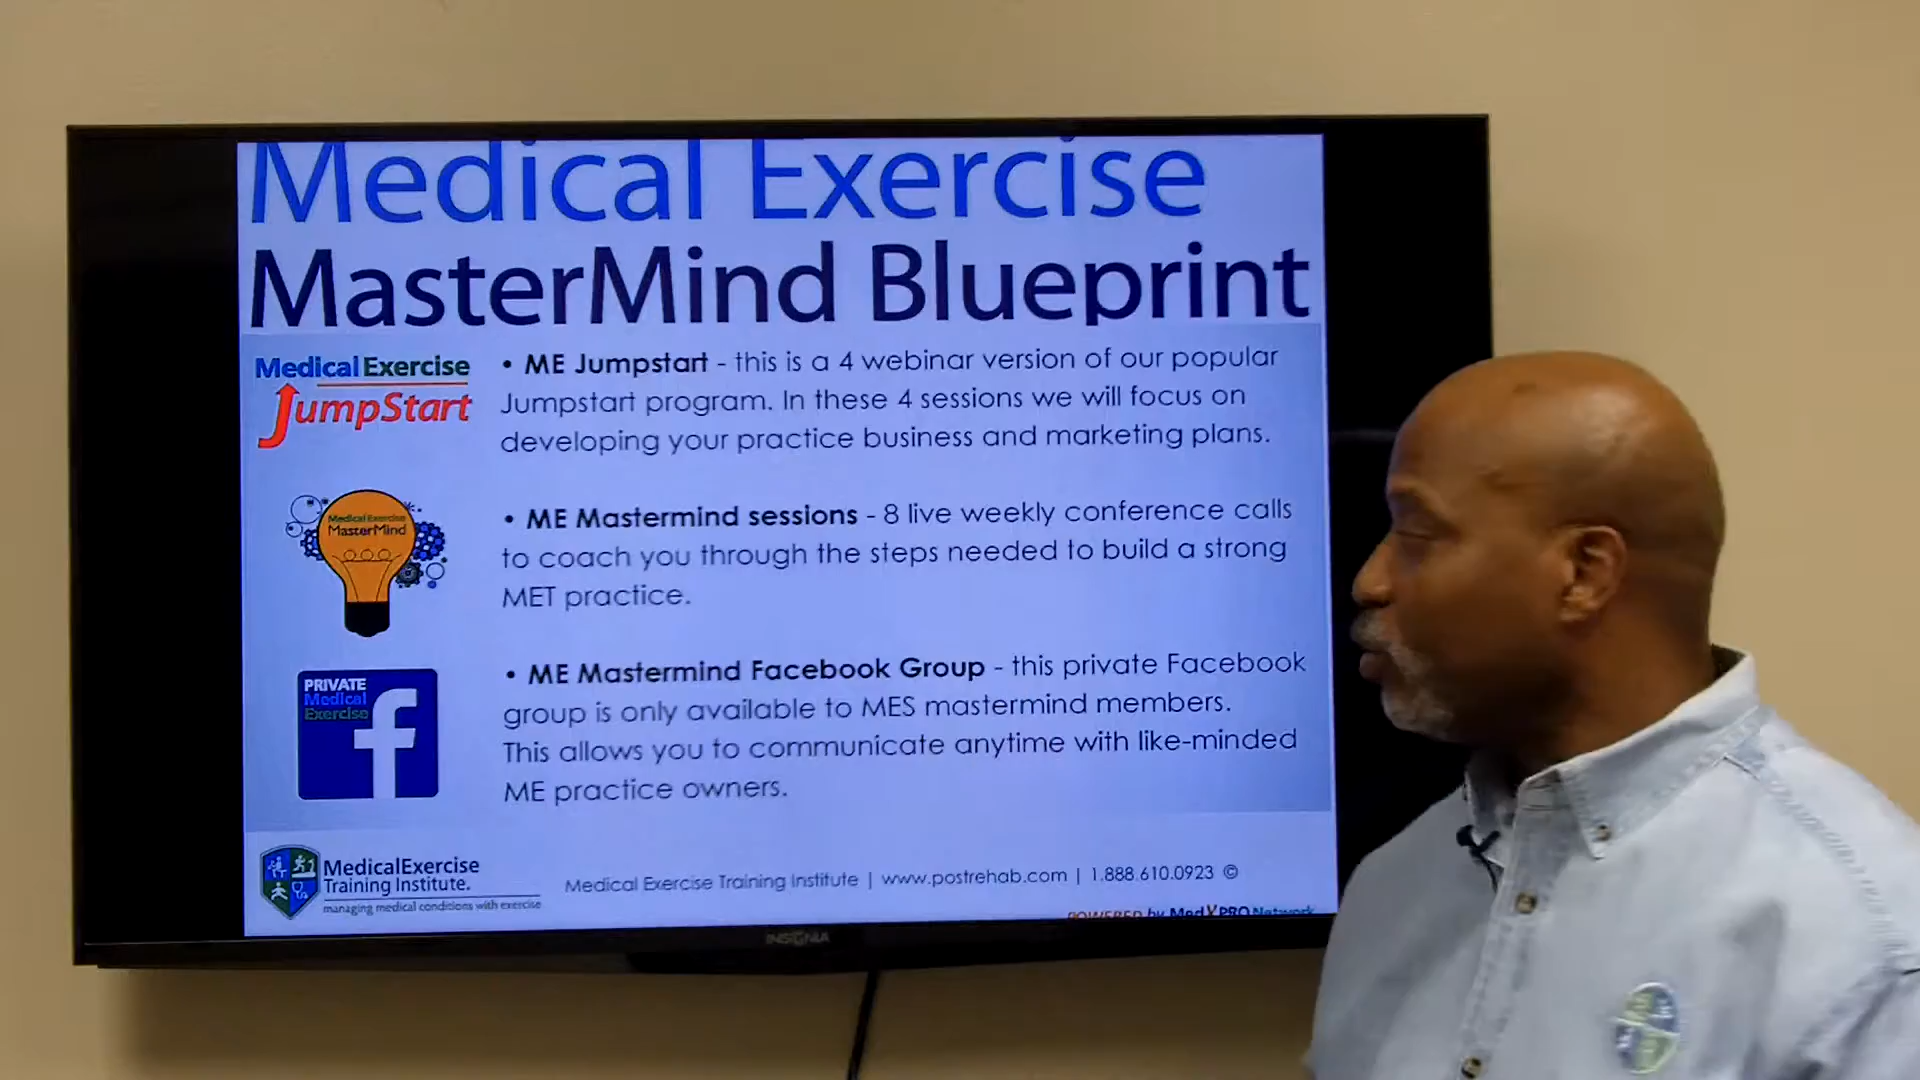 Medical Exercise
MasterMind Blueprint
Medical Exercise
JumpStart
• ME Jumpstart - this is a 4 webinar version of our popular
Jumpstart program. In these 4 sessions we will focus on
developing your practice business and marketing plans.
Medical Exercise
MasterMind
• ME Mastermind sessions - 8 live weekly conference calls
to coach you through the steps needed to build a strong
MET practice.
PRIVATE
Medical
Exercise
f
• ME Mastermind Facebook Group - this private Facebook
group is only available to MES mastermind members.
This allows you to communicate anytime with like-minded
ME practice owners.
MedicalExercise
Training Institute.
managing medical conditions with exercise
Medical Exercise Training Institute | www.postrehab.com | 1.888.610.0923 ©
POWERED by MedXPRO Network
INSIGNIA